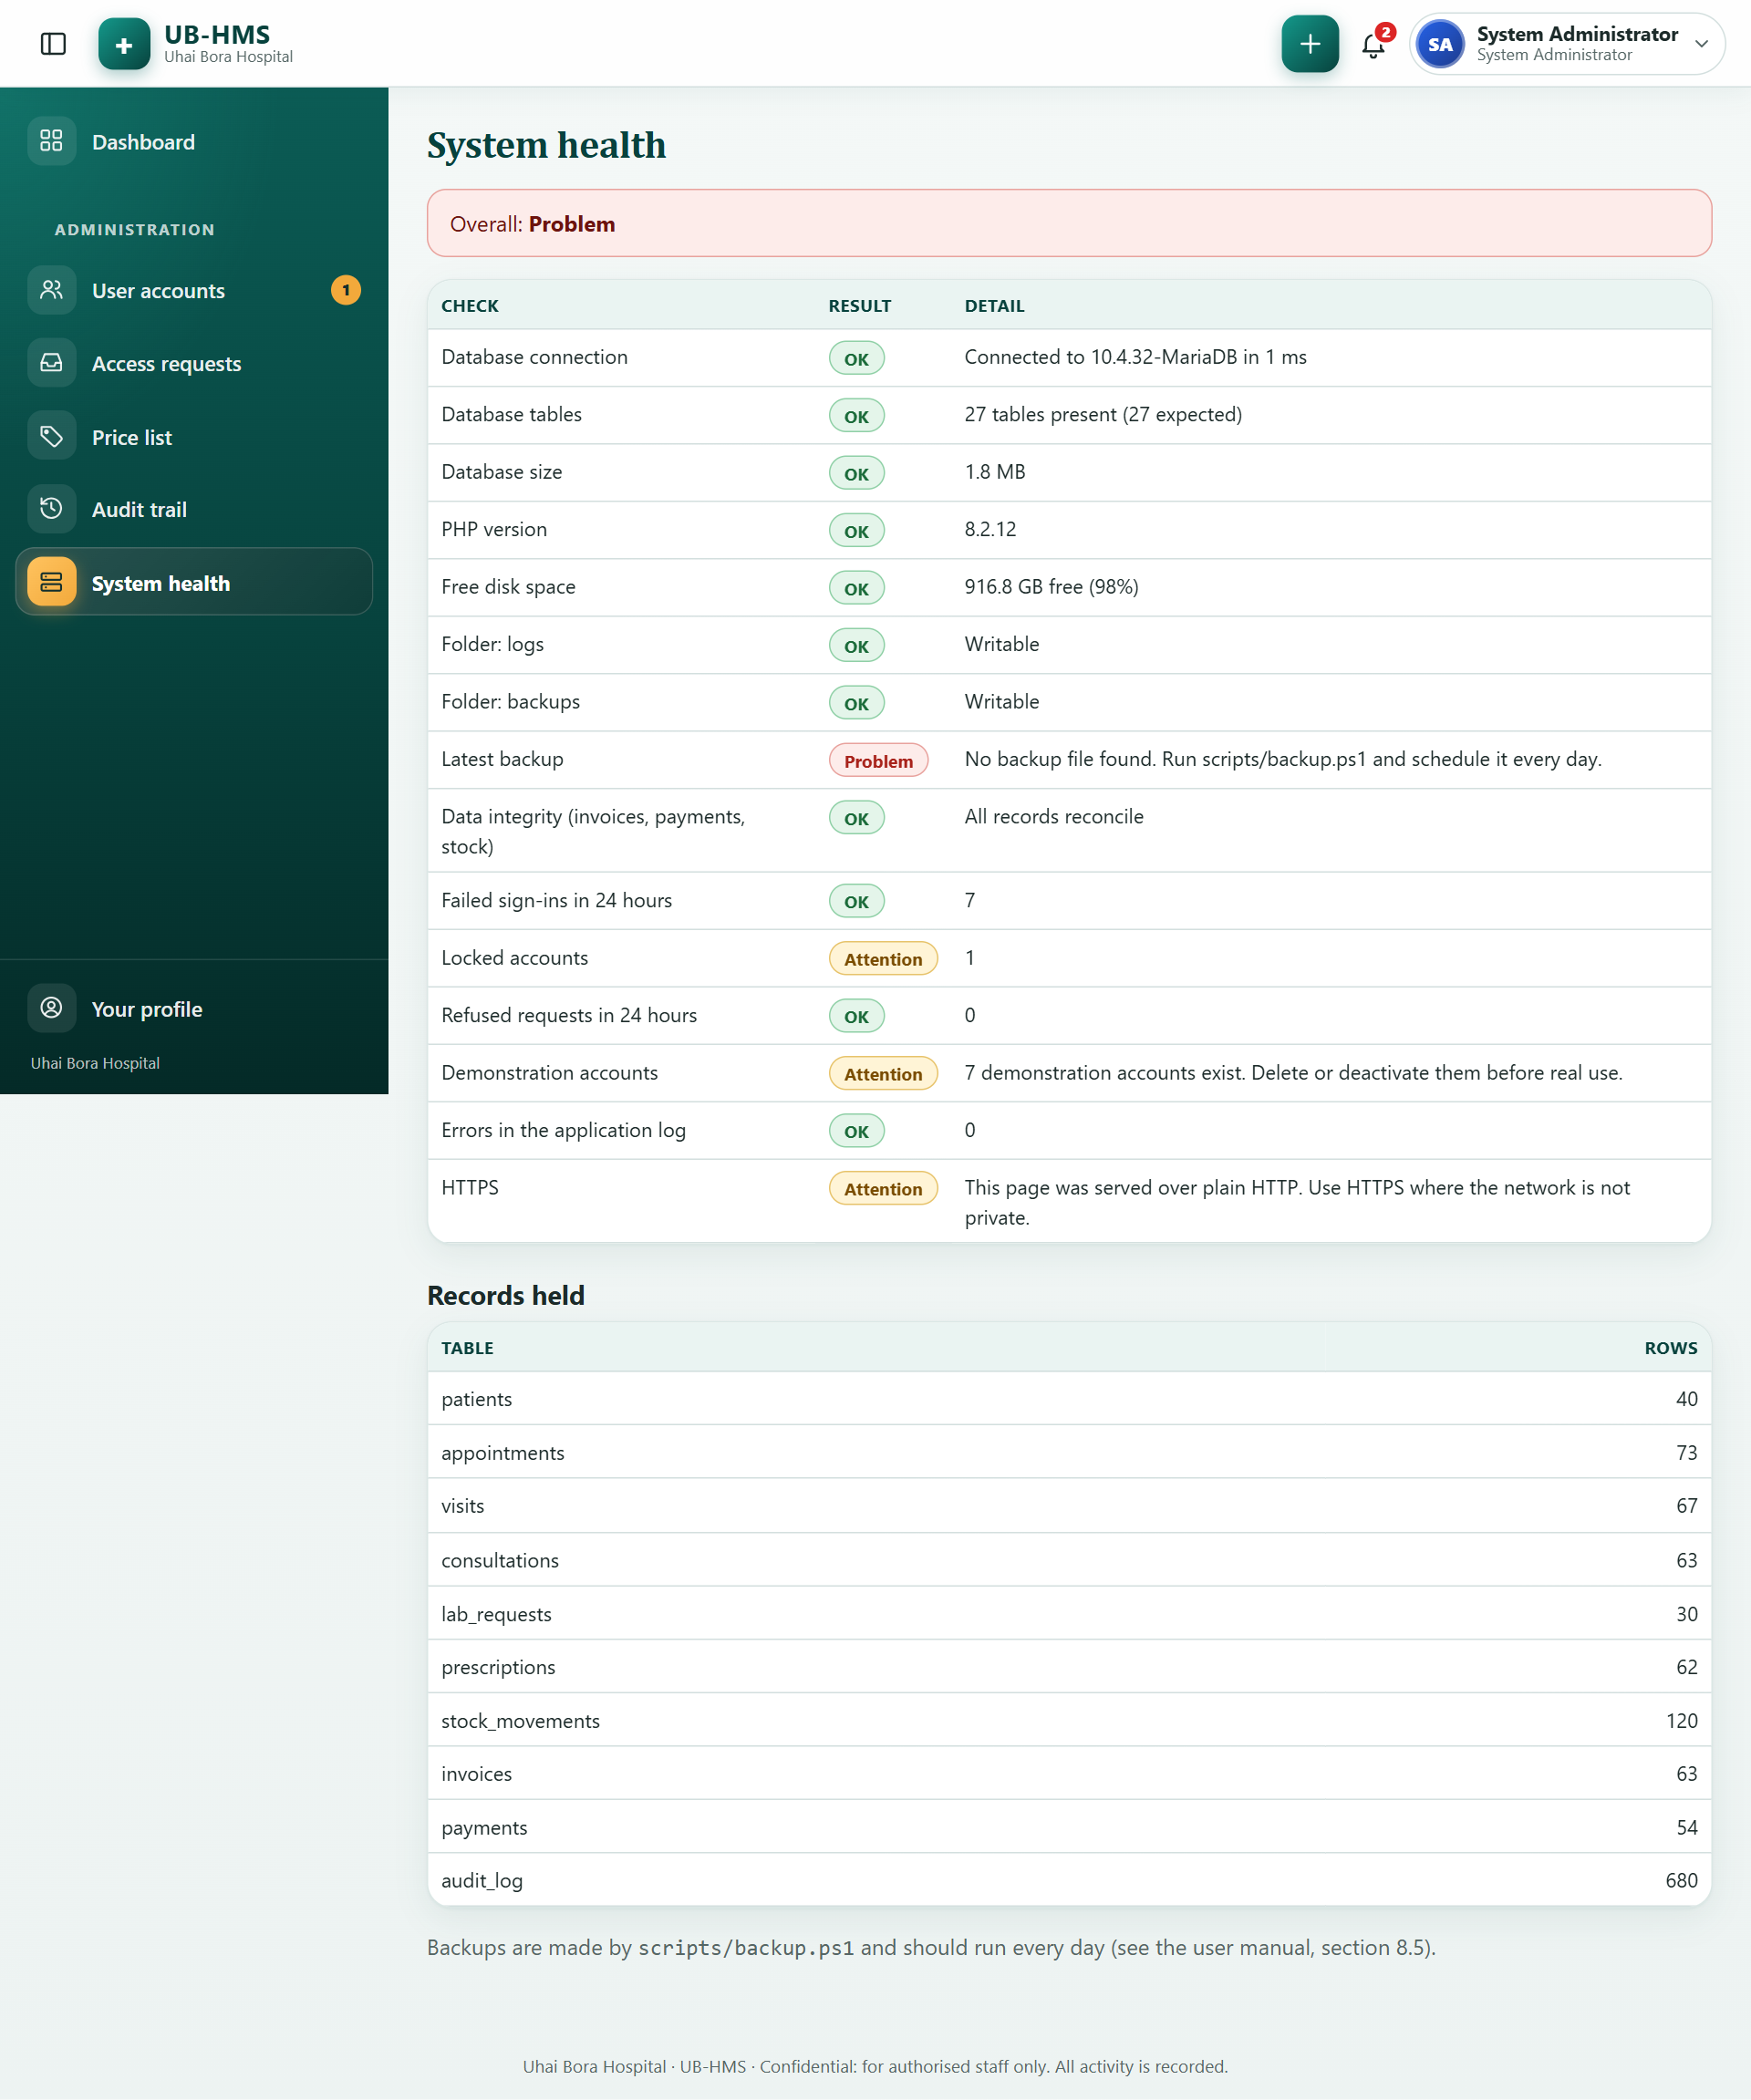 UB-HMS
Uhai Bora Hospital
2
SA
System Administrator
System Administrator
Dashboard
ADMINISTRATION
User accounts 1
Access requests
Price list
Audit trail
System health
Your profile
Uhai Bora Hospital
System health
Overall: Problem
CHECK RESULT DETAIL
Database connection OK Connected to 10.4.32-MariaDB in 1 ms
Database tables OK 27 tables present (27 expected)
Database size OK 1.8 MB
PHP version OK 8.2.12
Free disk space OK 916.8 GB free (98%)
Folder: logs OK Writable
Folder: backups OK Writable
Latest backup Problem No backup file found. Run scripts/backup.ps1 and schedule it every day.
Data integrity (invoices, payments, OK All records reconcile
stock)
Failed sign-ins in 24 hours OK 7
Locked accounts Attention 1
Refused requests in 24 hours OK 0
Demonstration accounts Attention 7 demonstration accounts exist. Delete or deactivate them before real use.
Errors in the application log OK 0
HTTPS Attention This page was served over plain HTTP. Use HTTPS where the network is not
private.
Records held
TABLE ROWS
patients 40
appointments 73
visits 67
consultations 63
lab_requests 30
prescriptions 62
stock_movements 120
invoices 63
payments 54
audit_log 680
Backups are made by scripts/backup.ps1 and should run every day (see the user manual, section 8.5).
Uhai Bora Hospital · UB-HMS · Confidential: for authorised staff only. All activity is recorded.